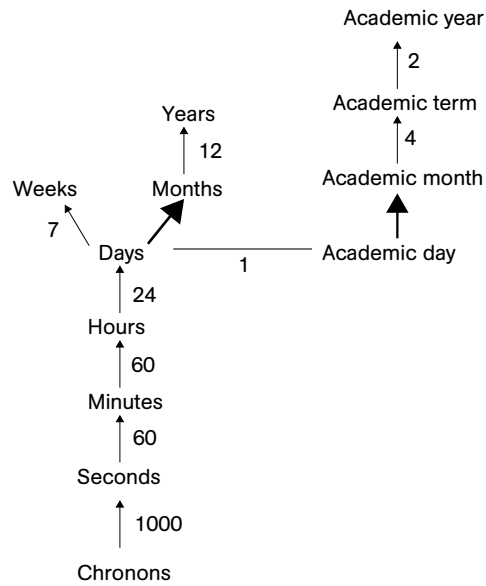 Academic year
2
Academic term
Years
4
12
Weeks
Months
Academic month
7
Days
1
Academic day
24
Hours
60
Minutes
60
Seconds
1000
Chronons